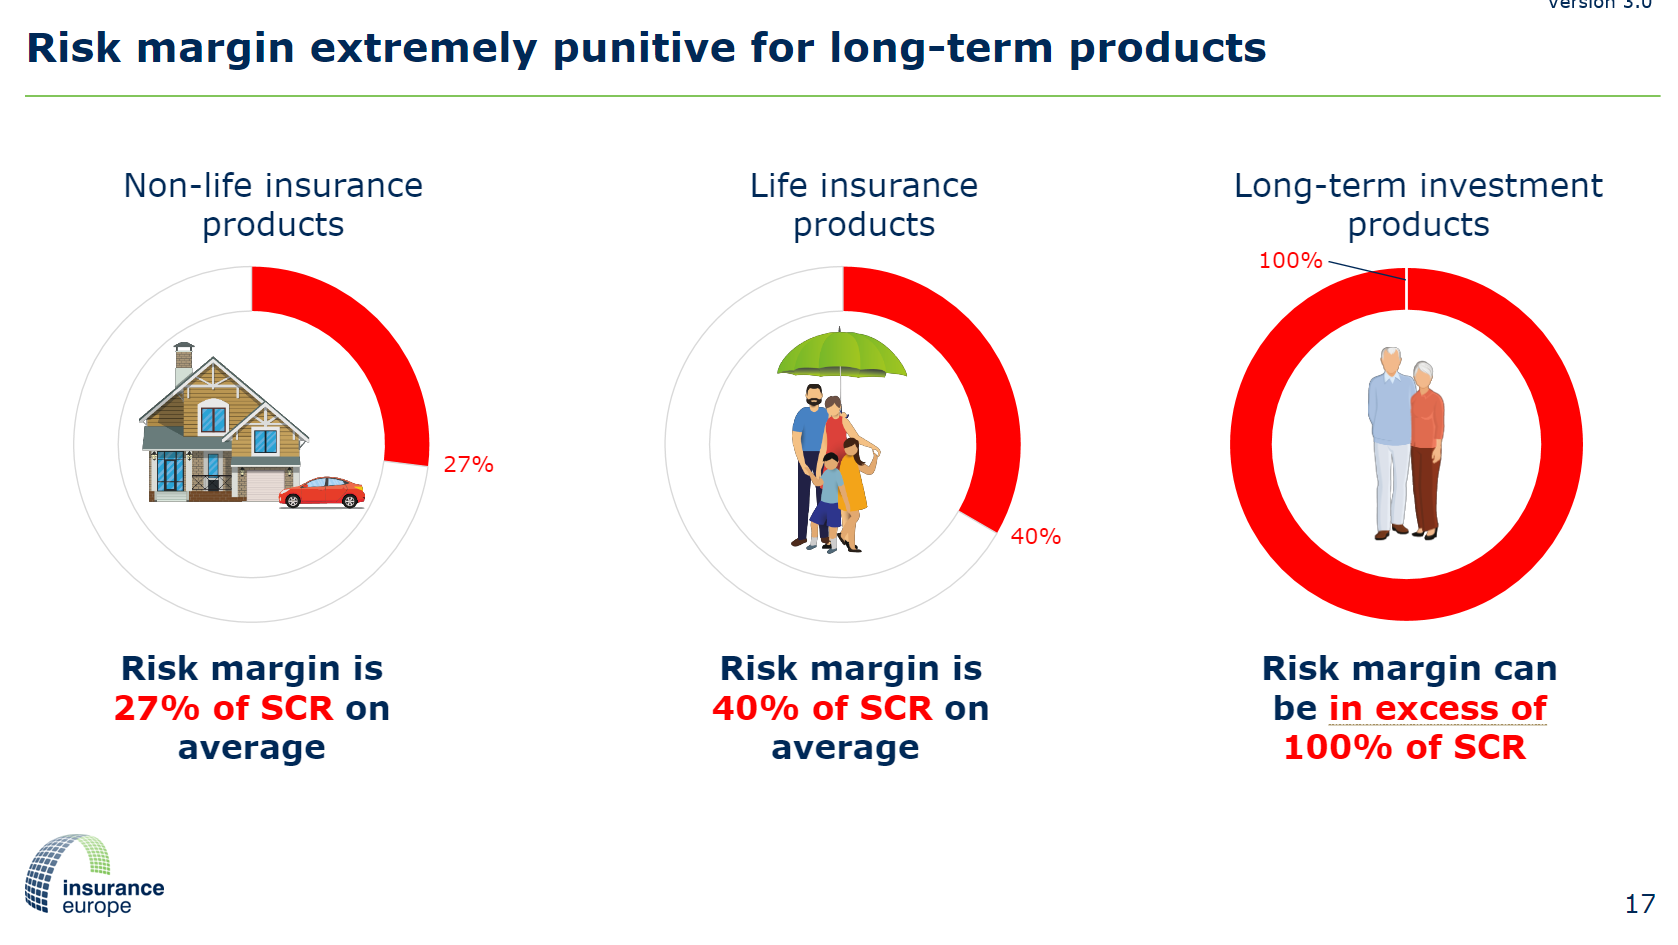 Version 3.0
Risk margin extremely punitive for long-term products
Non-life insurance
products
Life insurance
products
Long-term investment
products
100%
27%
40%
Risk margin is
27% of SCR on
average
Risk margin is
40% of SCR on
average
Risk margin can
be in excess of
100% of SCR
insurance
europe
17